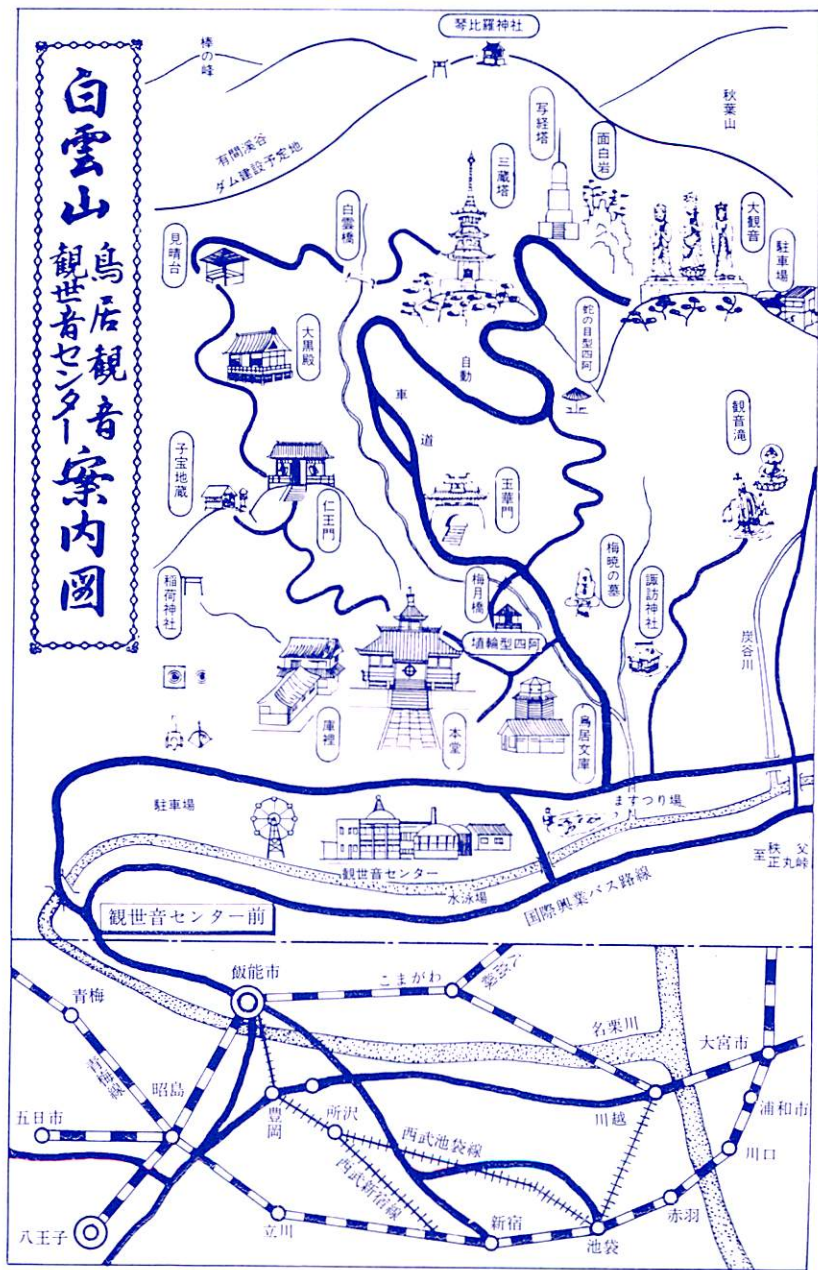 白雲山
鳥居観音
観世音センター
案内図
琴比羅神社
棒の峰
秋葉山
有間渓谷
ダム建設予定地
写経塔
面白岩
三蔵塔
大観音
駐車場
白雲橋
見晴台
大黒殿
自動
車
道
蛇の目型四阿
観音滝
子宝地蔵
仁王門
玉華門
梅暁の墓
諏訪神社
梅月橋
埴輪型四阿
稲荷神社
炭谷川
庫裡
本堂
鳥居文庫
駐車場
観世音センター
ますつり場
水泳場
国際興業バス路線
至秩父
正丸峠
観世音センター前
飯能市
こまがわ
青梅
青梅線
名栗川
大宮市
昭島
五日市
豊岡
所沢
川越
浦和市
西武池袋線
西武新宿線
川口
八王子
立川
新宿
池袋
赤羽